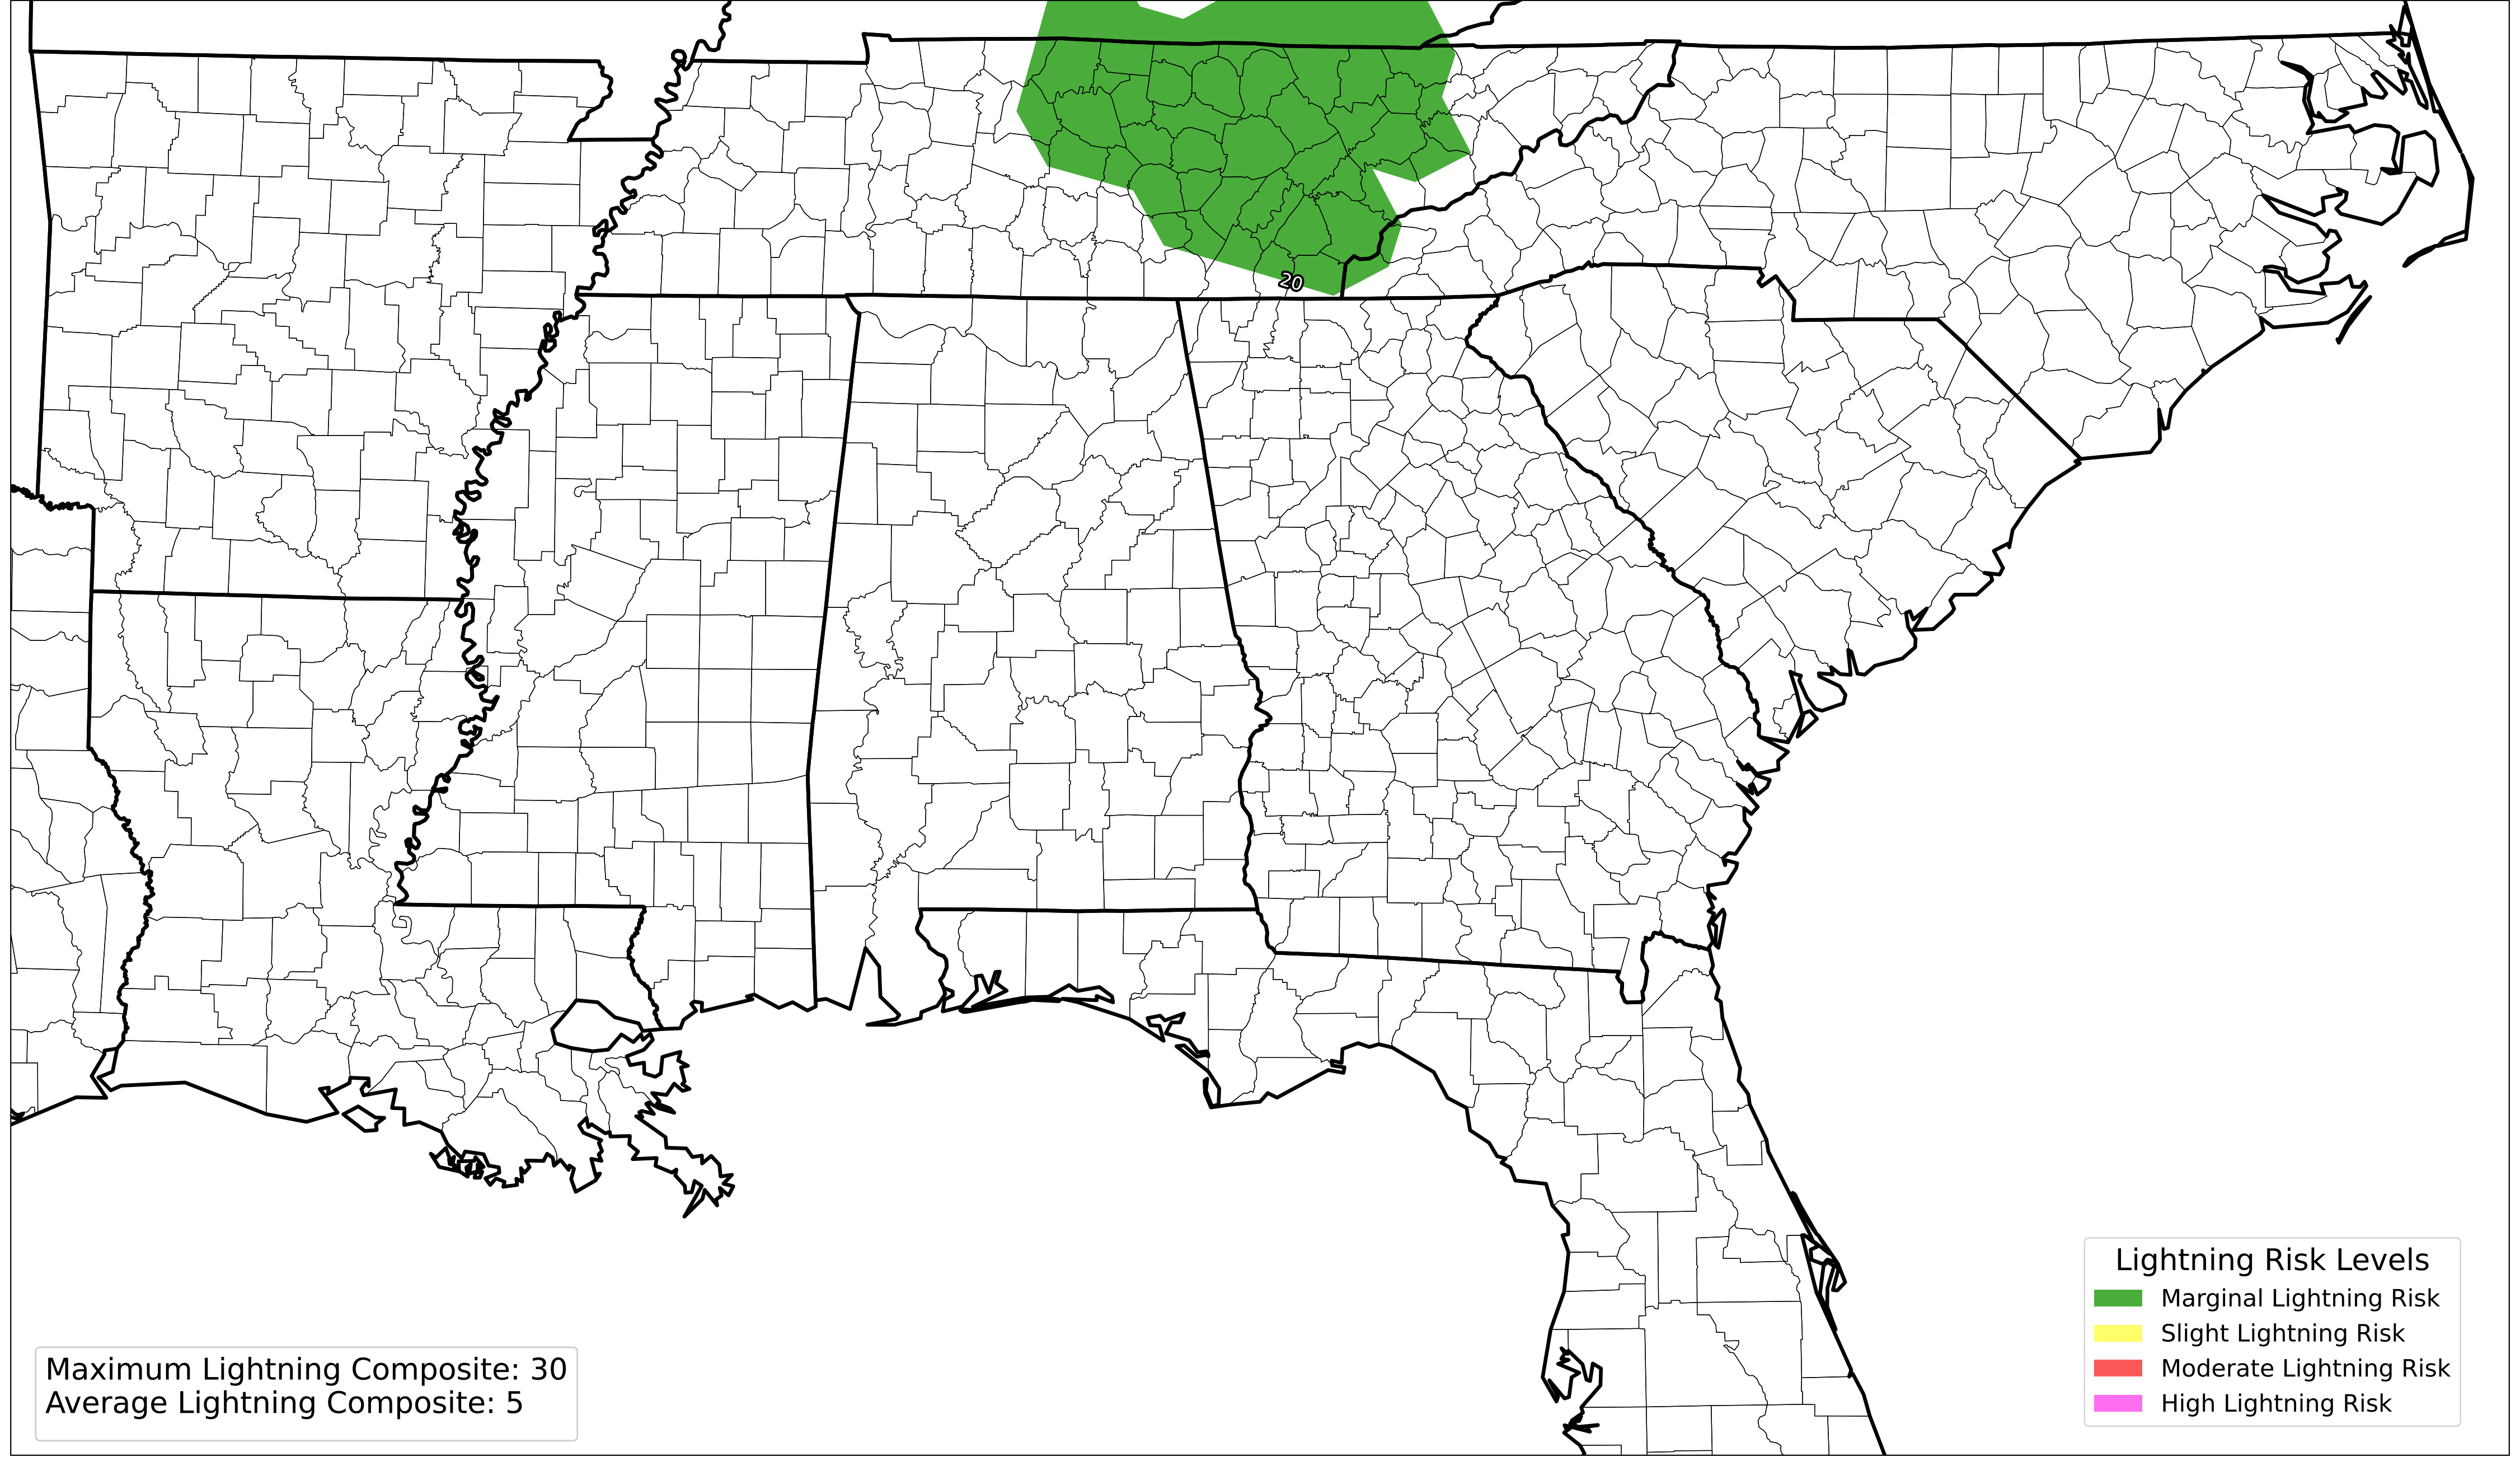 20
Lightning Risk Levels
Marginal Lightning Risk
Slight Lightning Risk
Moderate Lightning Risk
High Lightning Risk
Maximum Lightning Composite: 30
Average Lightning Composite: 5